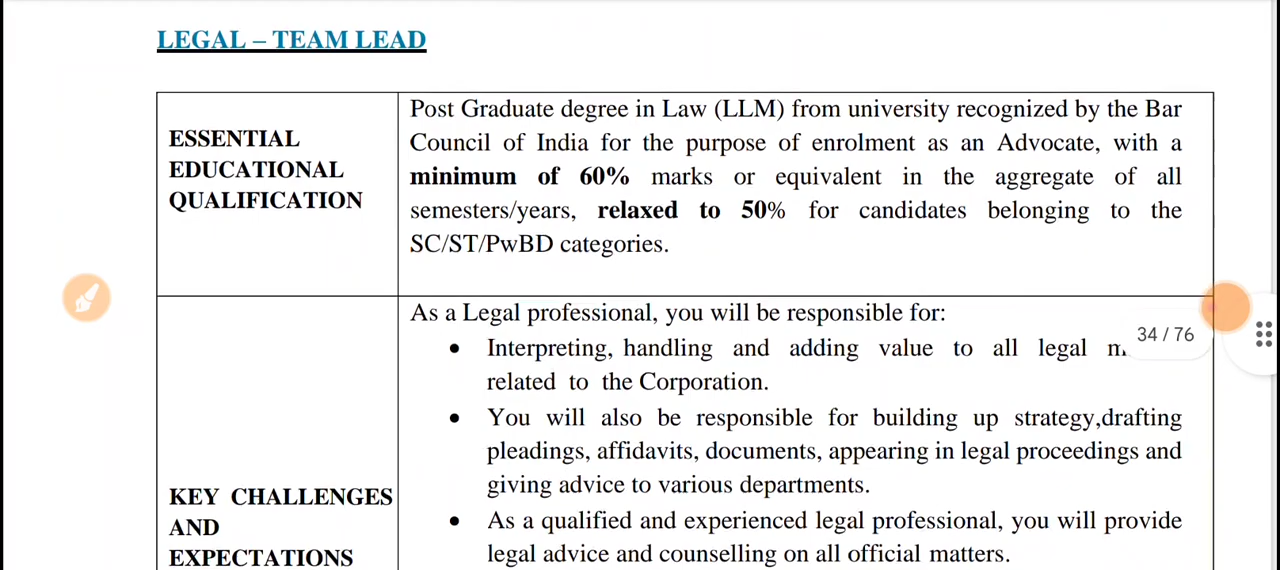 LEGAL – TEAM LEAD
ESSENTIAL
EDUCATIONAL
QUALIFICATION
Post Graduate degree in Law (LLM) from university recognized by the Bar
Council of India for the purpose of enrolment as an Advocate, with a
minimum of 60% marks or equivalent in the aggregate of all
semesters/years, relaxed to 50% for candidates belonging to the
SC/ST/PwBD categories.
KEY CHALLENGES
AND
EXPECTATIONS
As a Legal professional, you will be responsible for:
• Interpreting, handling and adding value to all legal
related to the Corporation.
• You will also be responsible for building up strategy,drafting
pleadings, affidavits, documents, appearing in legal proceedings and
giving advice to various departments.
• As a qualified and experienced legal professional, you will provide
legal advice and counselling on all official matters.
34 / 76